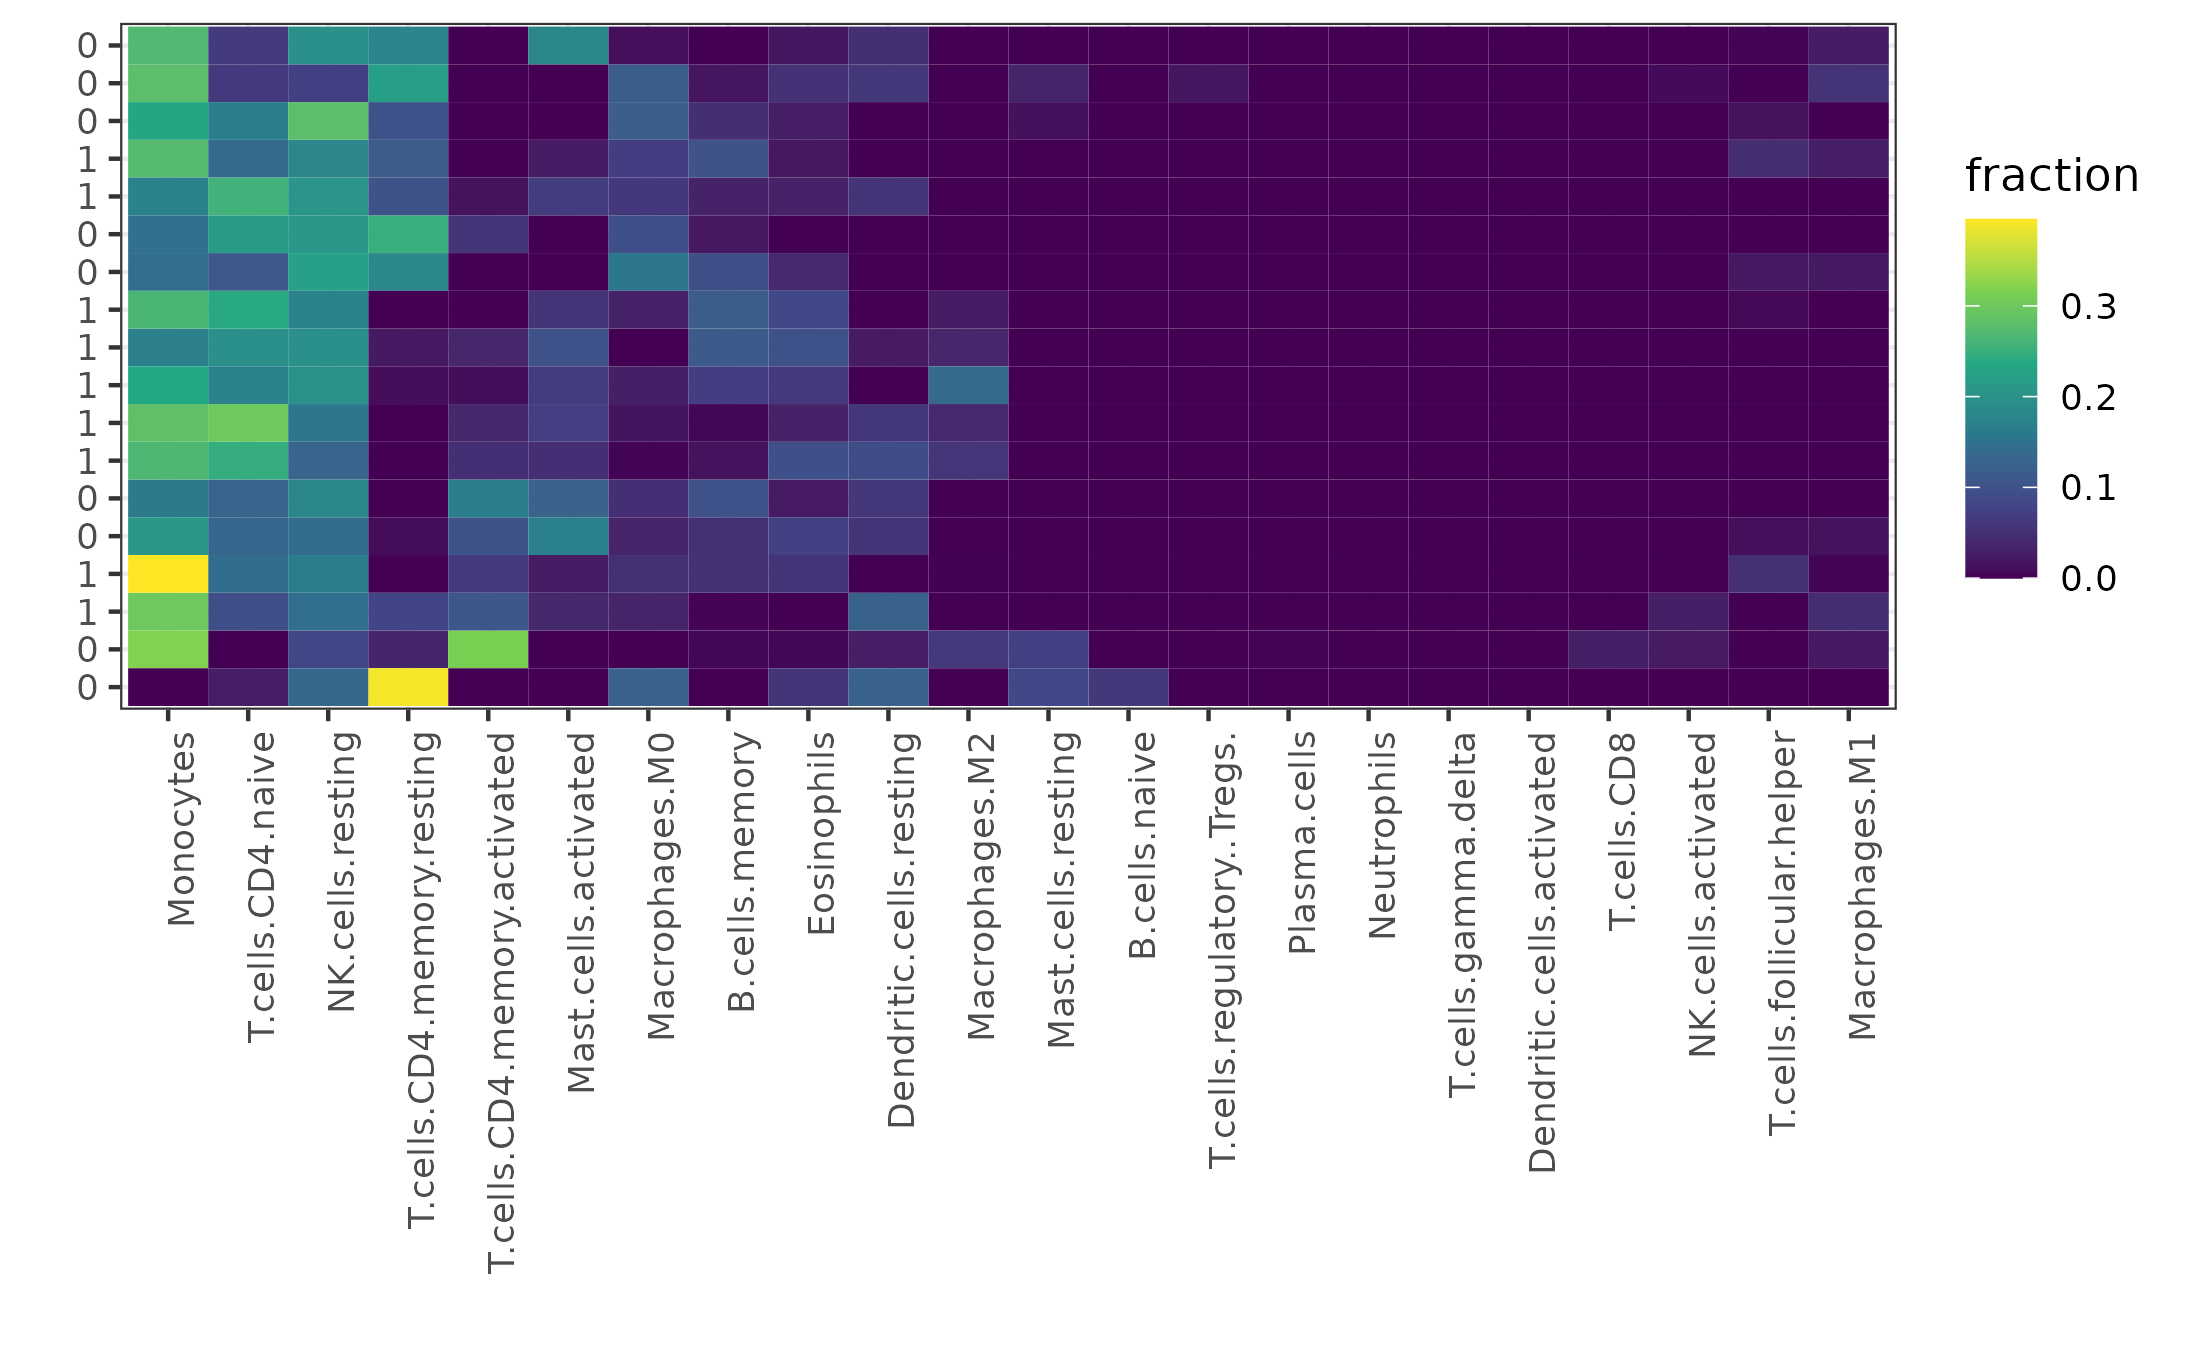 0
0
0
1
1
0
0
1
1
1
1
1
0
0
1
1
0
0
Monocytes
T.cells.CD4.naive
NK.cells.resting
T.cells.CD4.memory.resting
T.cells.CD4.memory.activated
Mast.cells.activated
Macrophages.M0
B.cells.memory
Eosinophils
Dendritic.cells.resting
Macrophages.M2
Mast.cells.resting
B.cells.naive
T.cells.regulatory..Tregs.
Plasma.cells
Neutrophils
T.cells.gamma.delta
Dendritic.cells.activated
T.cells.CD8
NK.cells.activated
T.cells.follicular.helper
Macrophages.M1
fraction
0.3
0.2
0.1
0.0